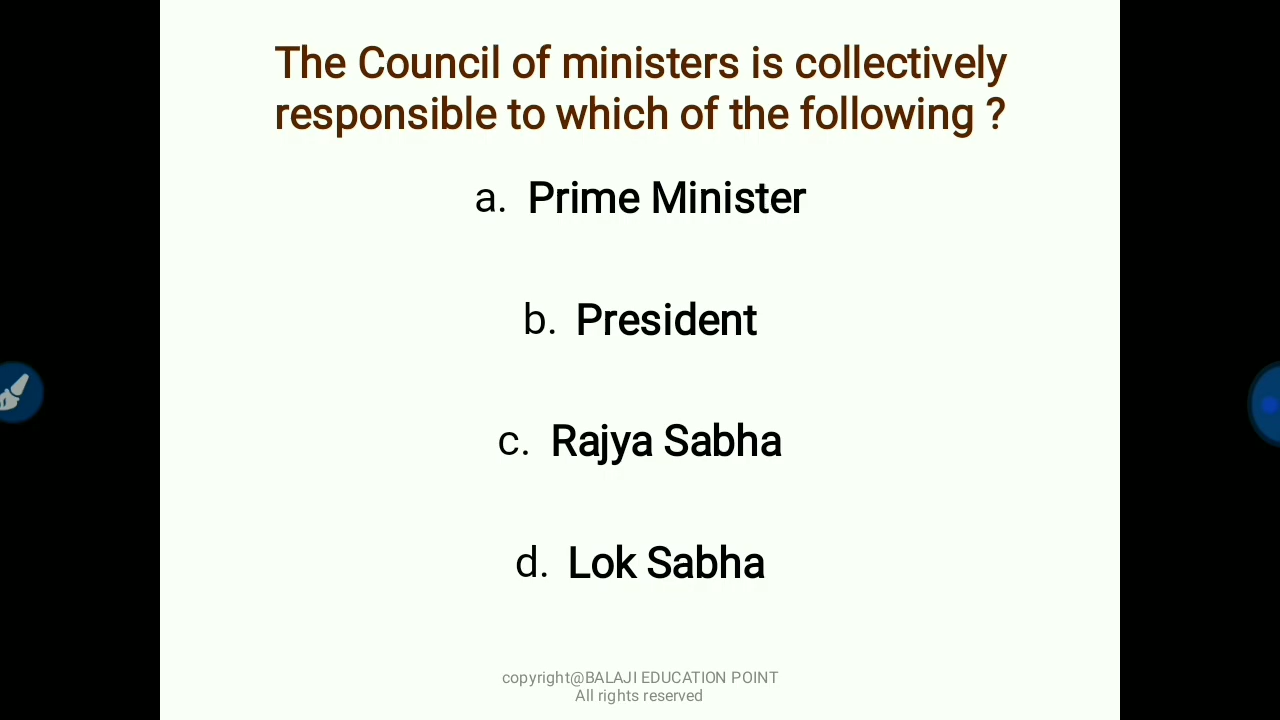 The Council of ministers is collectively
responsible to which of the following ?
a. Prime Minister
b. President
c. Rajya Sabha
d. Lok Sabha
copyright@BALAJI EDUCATION POINT
All rights reserved